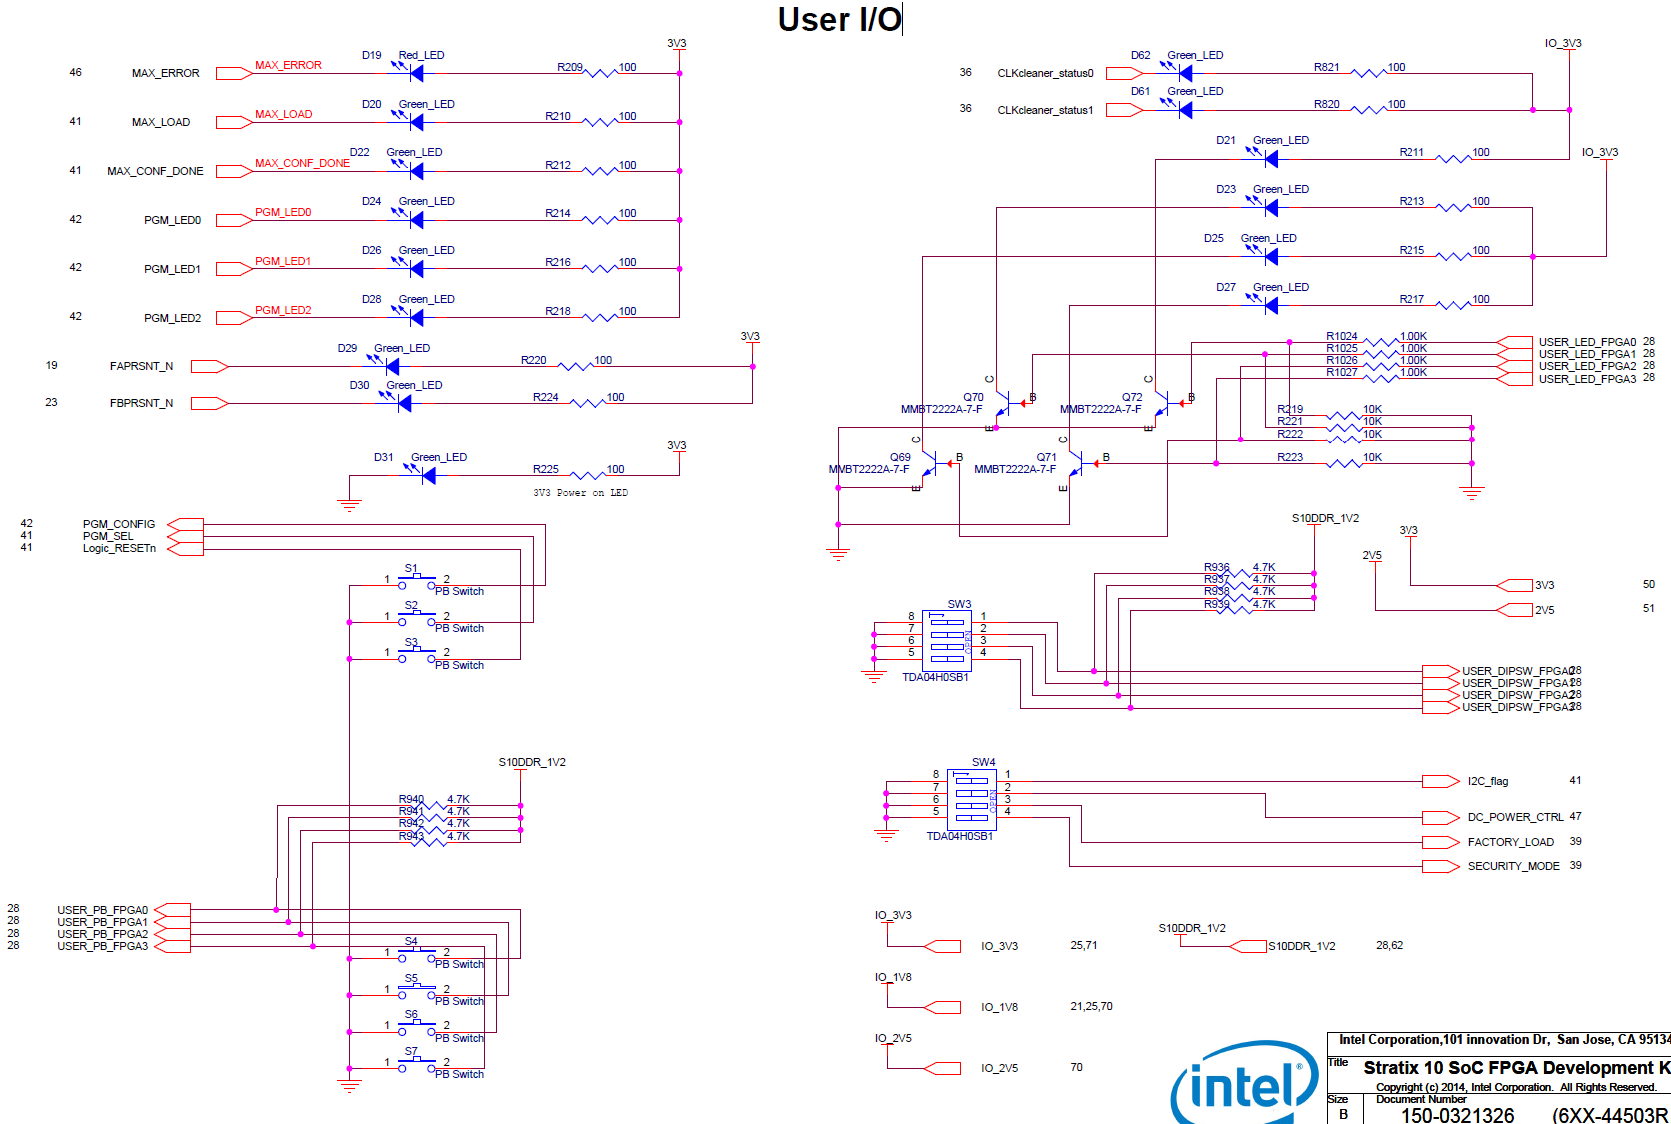 User I/O
3V3
D19 Red_LED
46 MAX_ERROR MAX_ERROR R209 100
D20 Green_LED
41 MAX_LOAD MAX_LOAD R210 100
D22 Green_LED
41 MAX_CONF_DONE MAX_CONF_DONE R212 100
D24 Green_LED
42 PGM_LED0 PGM_LED0 R214 100
D26 Green_LED
42 PGM_LED1 PGM_LED1 R216 100
D28 Green_LED
42 PGM_LED2 PGM_LED2 R218 100
3V3
D29 Green_LED
19 FAPRSNT_N R220 100
D30 Green_LED
23 FBPRSNT_N R224 100
3V3
D31 Green_LED
R225 100
3V3 Power on LED
42 PGM_CONFIG
41 PGM_SEL
41 Logic_RESETn
S1
1 2
PB Switch
S2
1 2
PB Switch
S3
1 2
PB Switch
S10DDR_1V2
R940 4.7K
R941 4.7K
R942 4.7K
R943 4.7K
28 USER_PB_FPGA0
28 USER_PB_FPGA1
28 USER_PB_FPGA2
28 USER_PB_FPGA3
S4
1 2
PB Switch
S5
1 2
PB Switch
S6
1 2
PB Switch
S7
1 2
PB Switch
IO_3V3
D62 Green_LED
36 CLKcleaner_status0 R821 100
D61 Green_LED
36 CLKcleaner_status1 R820 100
D21 Green_LED
R211 100
IO_3V3
D23 Green_LED
R213 100
D25 Green_LED
R215 100
D27 Green_LED
R217 100
R1024 1.00K USER_LED_FPGA0 28
R1025 1.00K USER_LED_FPGA1 28
R1026 1.00K USER_LED_FPGA2 28
R1027 1.00K USER_LED_FPGA3 28
C C
Q70 B Q72 B
MMBT2222A-7-F MMBT2222A-7-F
E E
R219 10K
R221 10K
R222 10K
R223 10K
C C
Q69 B Q71 B
MMBT2222A-7-F MMBT2222A-7-F
E E
S10DDR_1V2
3V3
2V5
R936 4.7K
R937 4.7K
R938 4.7K
R939 4.7K
3V3 50
2V5 51
SW3
8 1
7 2
6 3
5 4
OPEN
TDA04H0SB1
USER_DIPSW_FPGA0 28
USER_DIPSW_FPGA1 28
USER_DIPSW_FPGA2 28
USER_DIPSW_FPGA3 28
SW4
8 1
7 2
6 3
5 4
OPEN
TDA04H0SB1
I2C_flag 41
DC_POWER_CTRL 47
FACTORY_LOAD 39
SECURITY_MODE 39
IO_3V3
IO_3V3 25,71
S10DDR_1V2
S10DDR_1V2 28,62
IO_1V8
IO_1V8 21,25,70
IO_2V5
IO_2V5 70
intel®
Intel Corporation,101 innovation Dr, San Jose, CA 95134
Title
Stratix 10 SoC FPGA Development K
Copyright (c) 2014, Intel Corporation. All Rights Reserved.
Size Document Number
B 150-0321326 (6XX-44503R